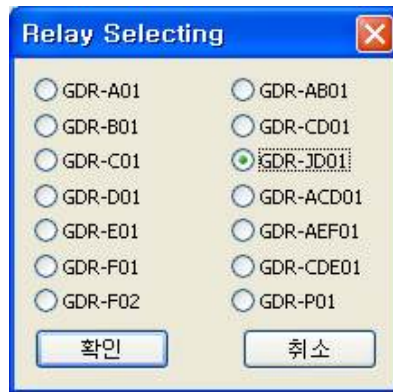 Relay Selecting
GDR-A01 GDR-AB01
GDR-B01 GDR-CD01
GDR-C01 GDR-JD01
GDR-D01 GDR-ACD01
GDR-E01 GDR-AEF01
GDR-F01 GDR-CDE01
GDR-F02 GDR-P01
확인 취소